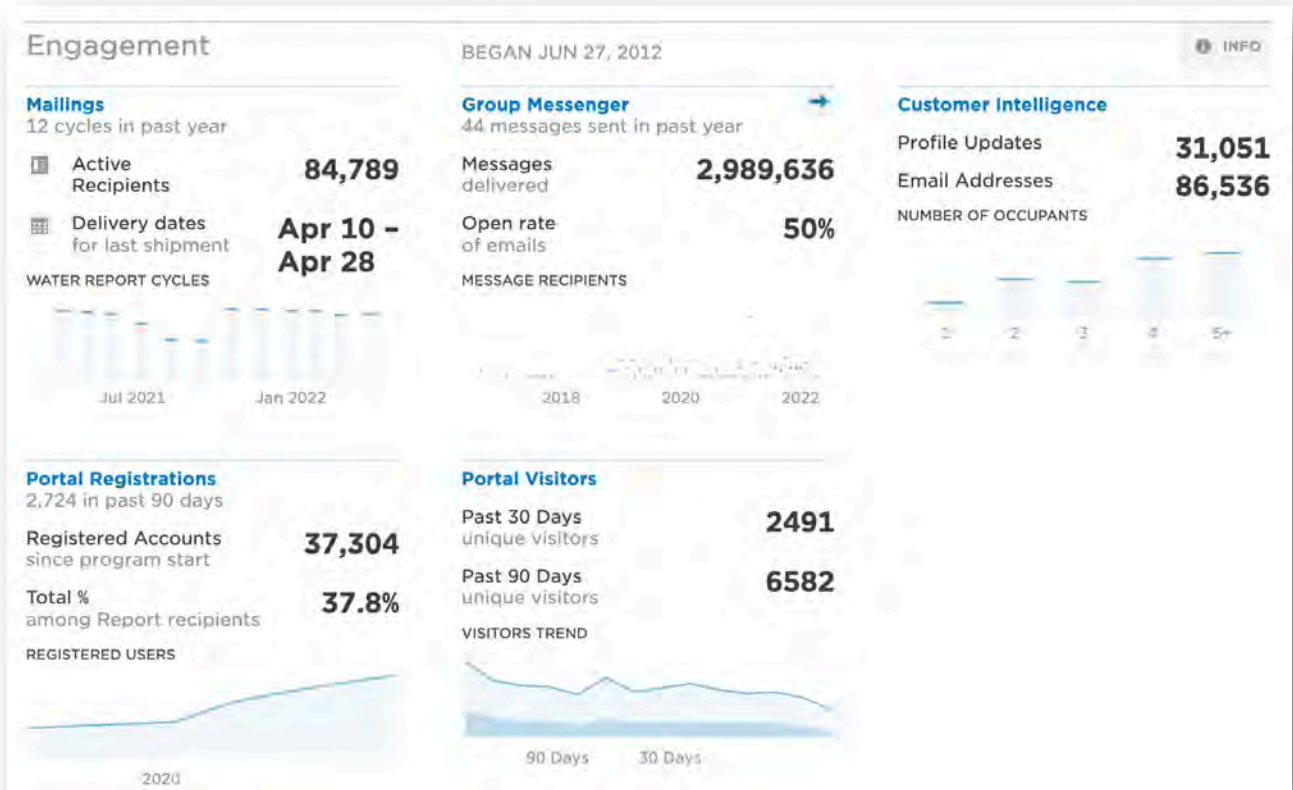 Engagement
BEGAN JUN 27, 2012
INFO
Mailings
12 cycles in past year
Active
Recipients
84,789
Delivery dates
for last shipment
Apr 10 –
Apr 28
WATER REPORT CYCLES
Jul 2021
Jan 2022
Group Messenger
44 messages sent in past year
Messages
delivered
2,989,636
Open rate
of emails
50%
MESSAGE RECIPIENTS
2018
2020
2022
Customer Intelligence
Profile Updates
31,051
Email Addresses
86,536
NUMBER OF OCCUPANTS
2
3
4
5+
Portal Registrations
2,724 in past 90 days
Registered Accounts
since program start
37,304
Total %
among Report recipients
37.8%
REGISTERED USERS
2020
Portal Visitors
Past 30 Days
unique visitors
2491
Past 90 Days
unique visitors
6582
VISITORS TREND
90 Days
30 Days